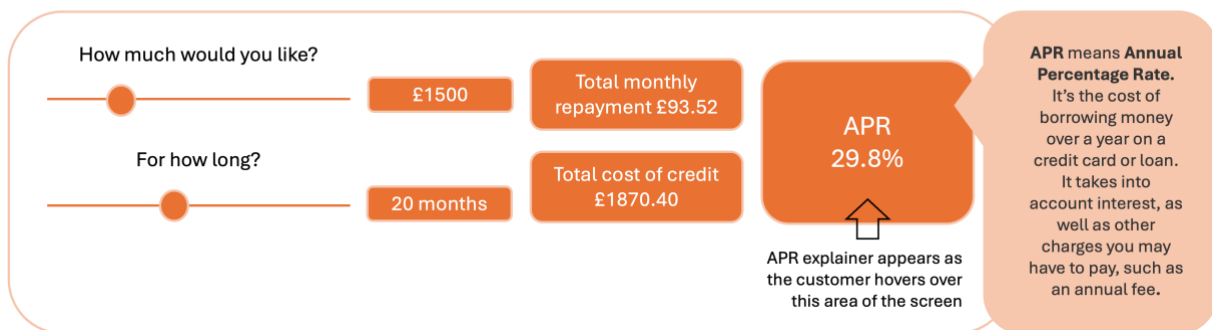 How much would you like?
£1500
Total monthly
repayment £93.52
For how long?
20 months
Total cost of credit
£1870.40
APR
29.8%
APR explainer appears as
the customer hovers over
this area of the screen
APR means Annual
Percentage Rate.
It’s the cost of
borrowing money
over a year on a
credit card or loan.
It takes into
account interest, as
well as other
charges you may
have to pay, such as
an annual fee.